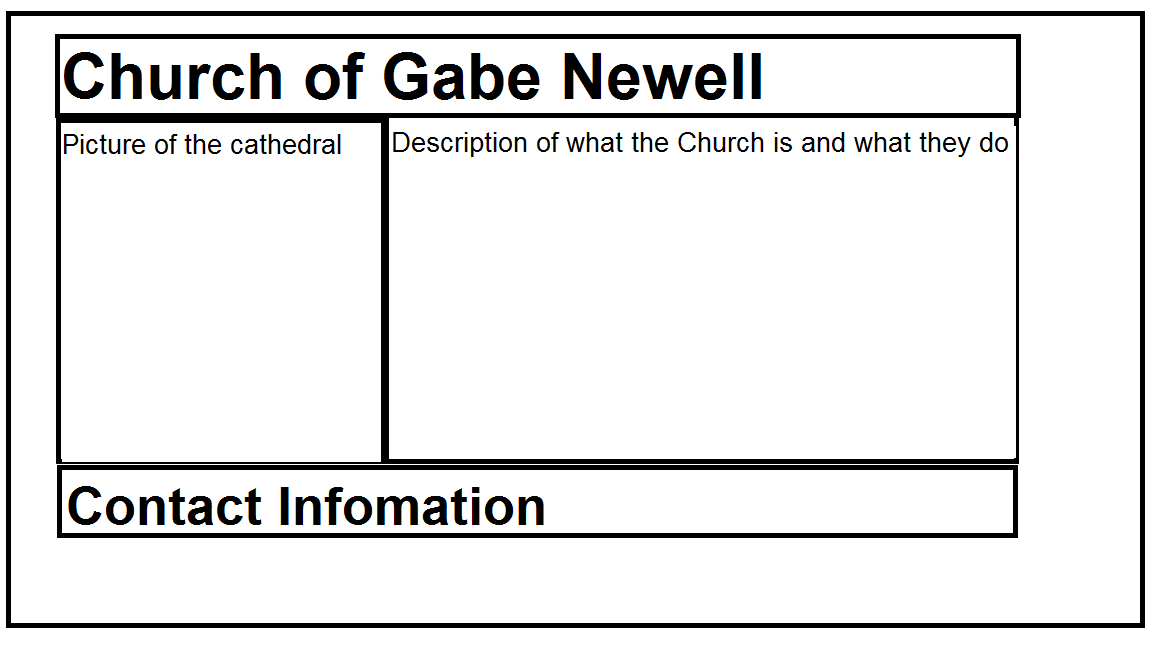 Church of Gabe Newell
Picture of the cathedral
Description of what the Church is and what they do
Contact Infomation